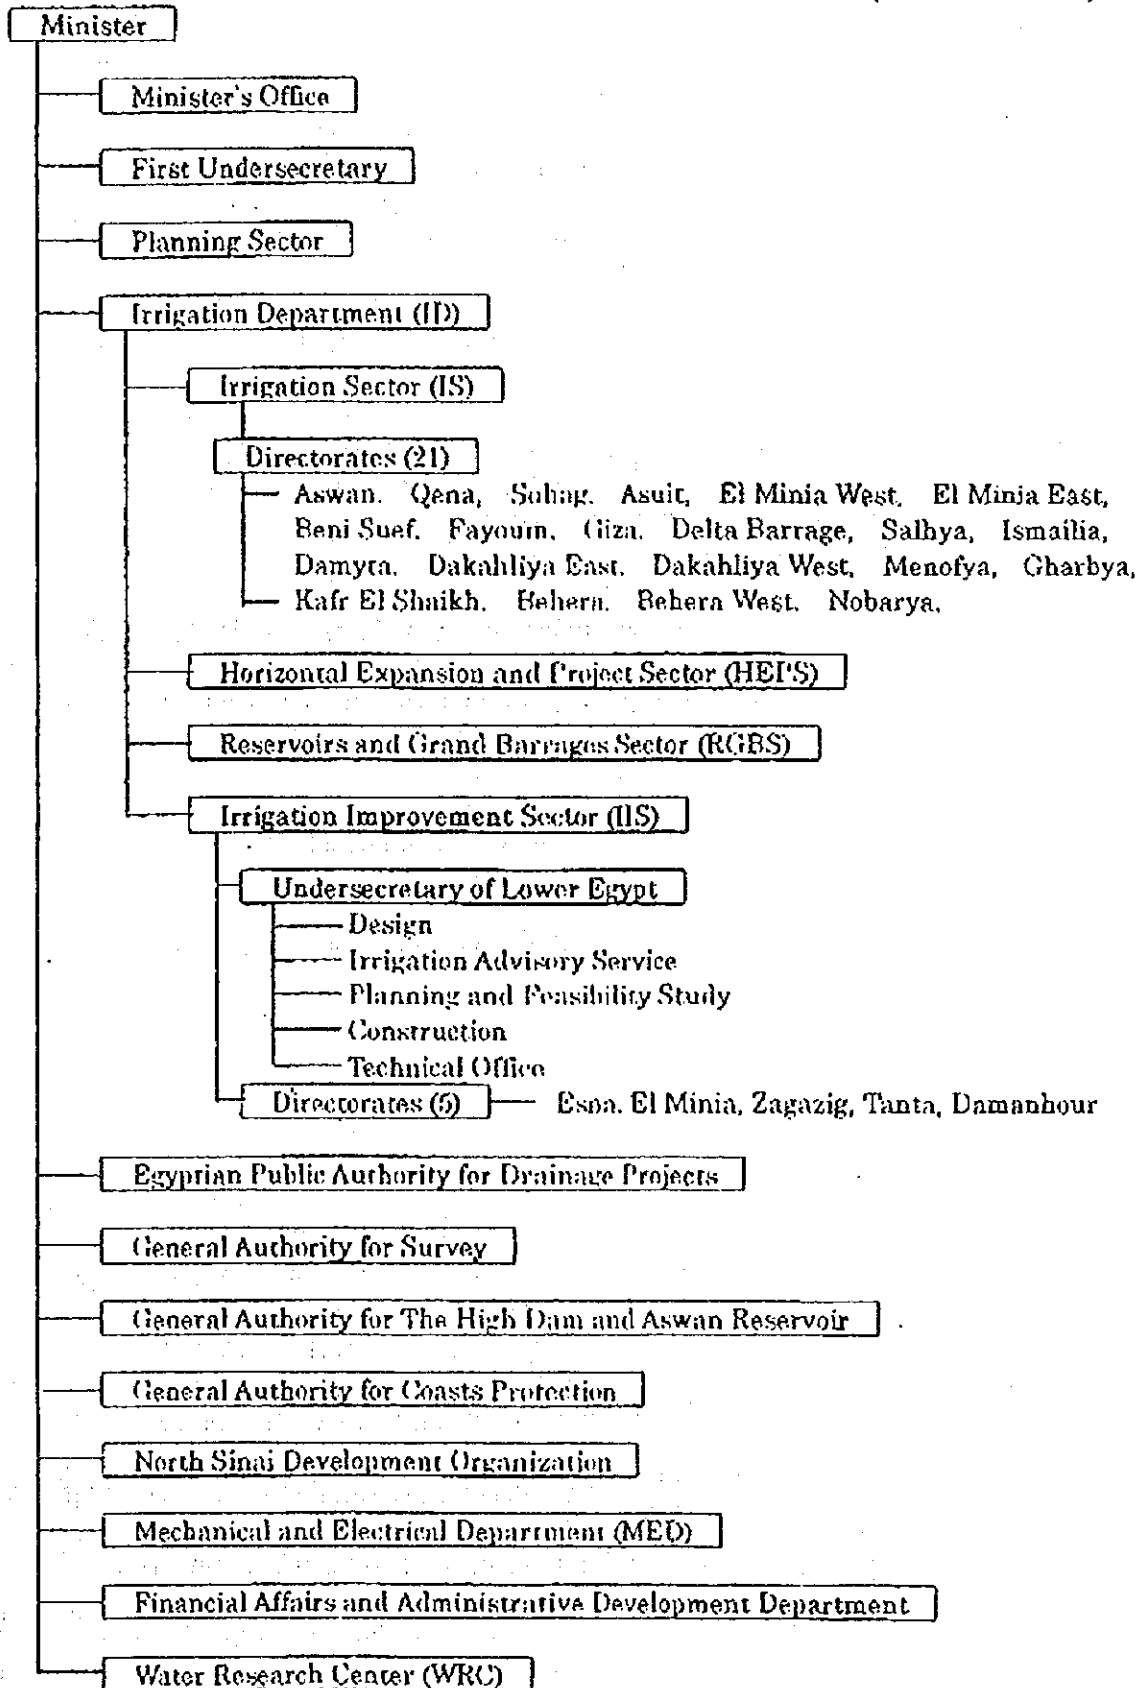 Minister
Minister's Office
First Undersecretary
Planning Sector
Irrigation Department (ID)
Irrigation Sector (IS)
Directorates (21)
Aswan. Qena, Sohag. Asuit, El Minia West. El Minia East,
Beni Suef. Fayoum. Giza. Delta Barrage, Salhya, Ismailia,
Damyta. Dakahliya East. Dakahliya West, Menofya, Gharbya,
Kafr El Shaikh. Behera. Behera West. Nobarya.
Horizontal Expansion and Project Sector (HEPS)
Reservoirs and Grand Barrages Sector (RGBS)
Irrigation Improvement Sector (IIS)
Undersecretary of Lower Egypt
Design
Irrigation Advisory Service
Planning and Feasibility Study
Construction
Technical Office
Directorates (5) Esna. El Minia, Zagazig, Tanta, Damanhour
Egyptian Public Authority for Drainage Projects
General Authority for Survey
General Authority for The High Dam and Aswan Reservoir
General Authority for Coasts Protection
North Sinai Development Organization
Mechanical and Electrical Department (MED)
Financial Affairs and Administrative Development Department
Water Research Center (WRC)